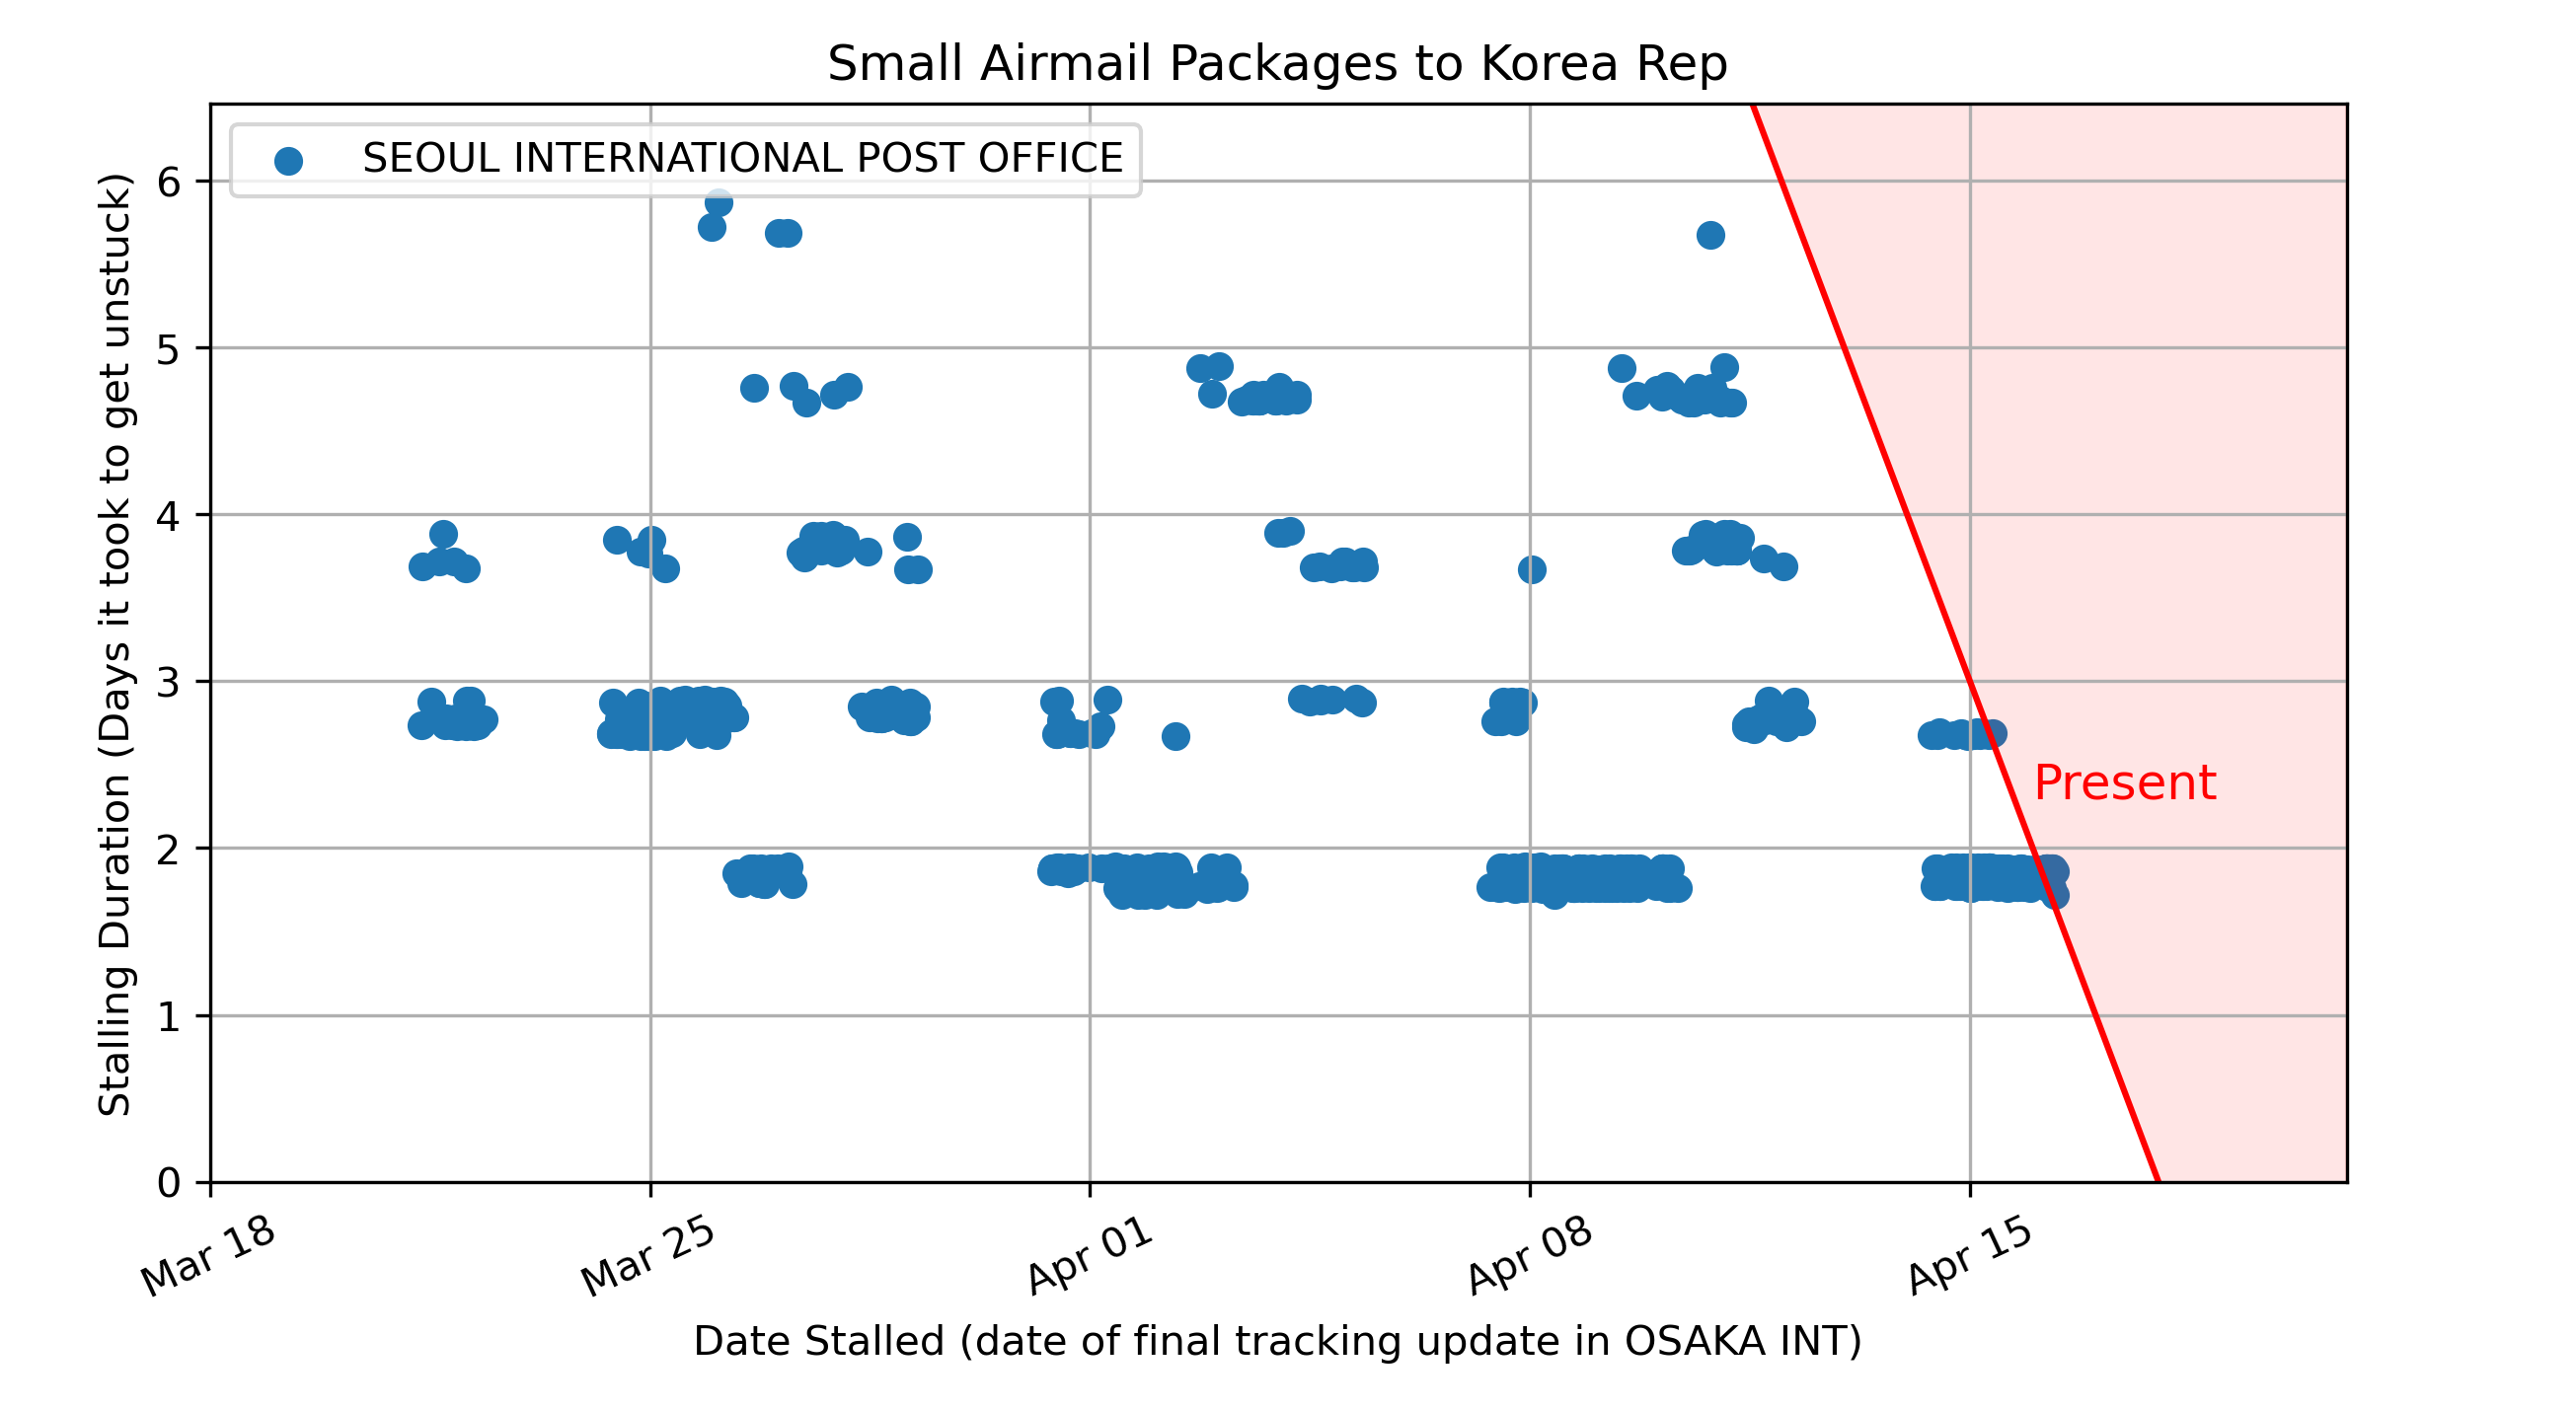 Small Airmail Packages to Korea Rep
SEOUL INTERNATIONAL POST OFFICE
Stalling Duration (Days it took to get unstuck)
6
5
4
3
2
1
0
Present
Mar 18
Mar 25
Apr 01
Apr 08
Apr 15
Date Stalled (date of final tracking update in OSAKA INT)